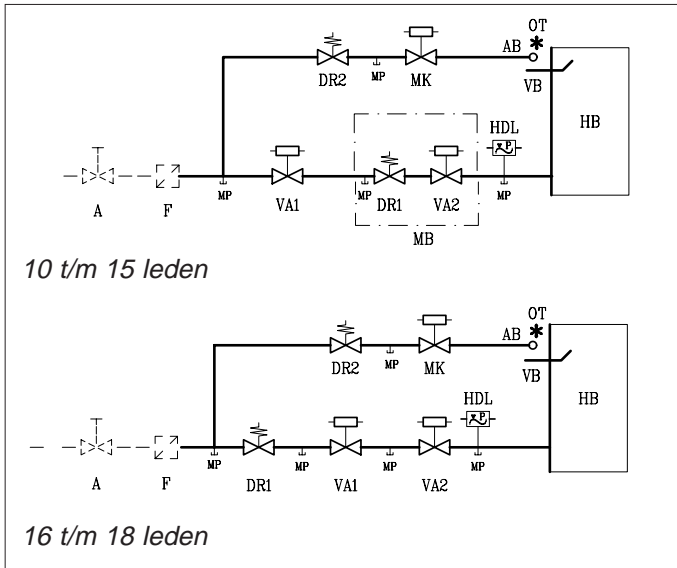 OT
AB
DR2 MP MK
VB
HDL
P
HB
A F MP VA1 MP DR1 VA2 MP
MB
10 t/m 15 leden
OT
AB
DR2 MP MK
VB
HDL
P
HB
A F MP DR1 MP VA1 MP VA2 MP
16 t/m 18 leden